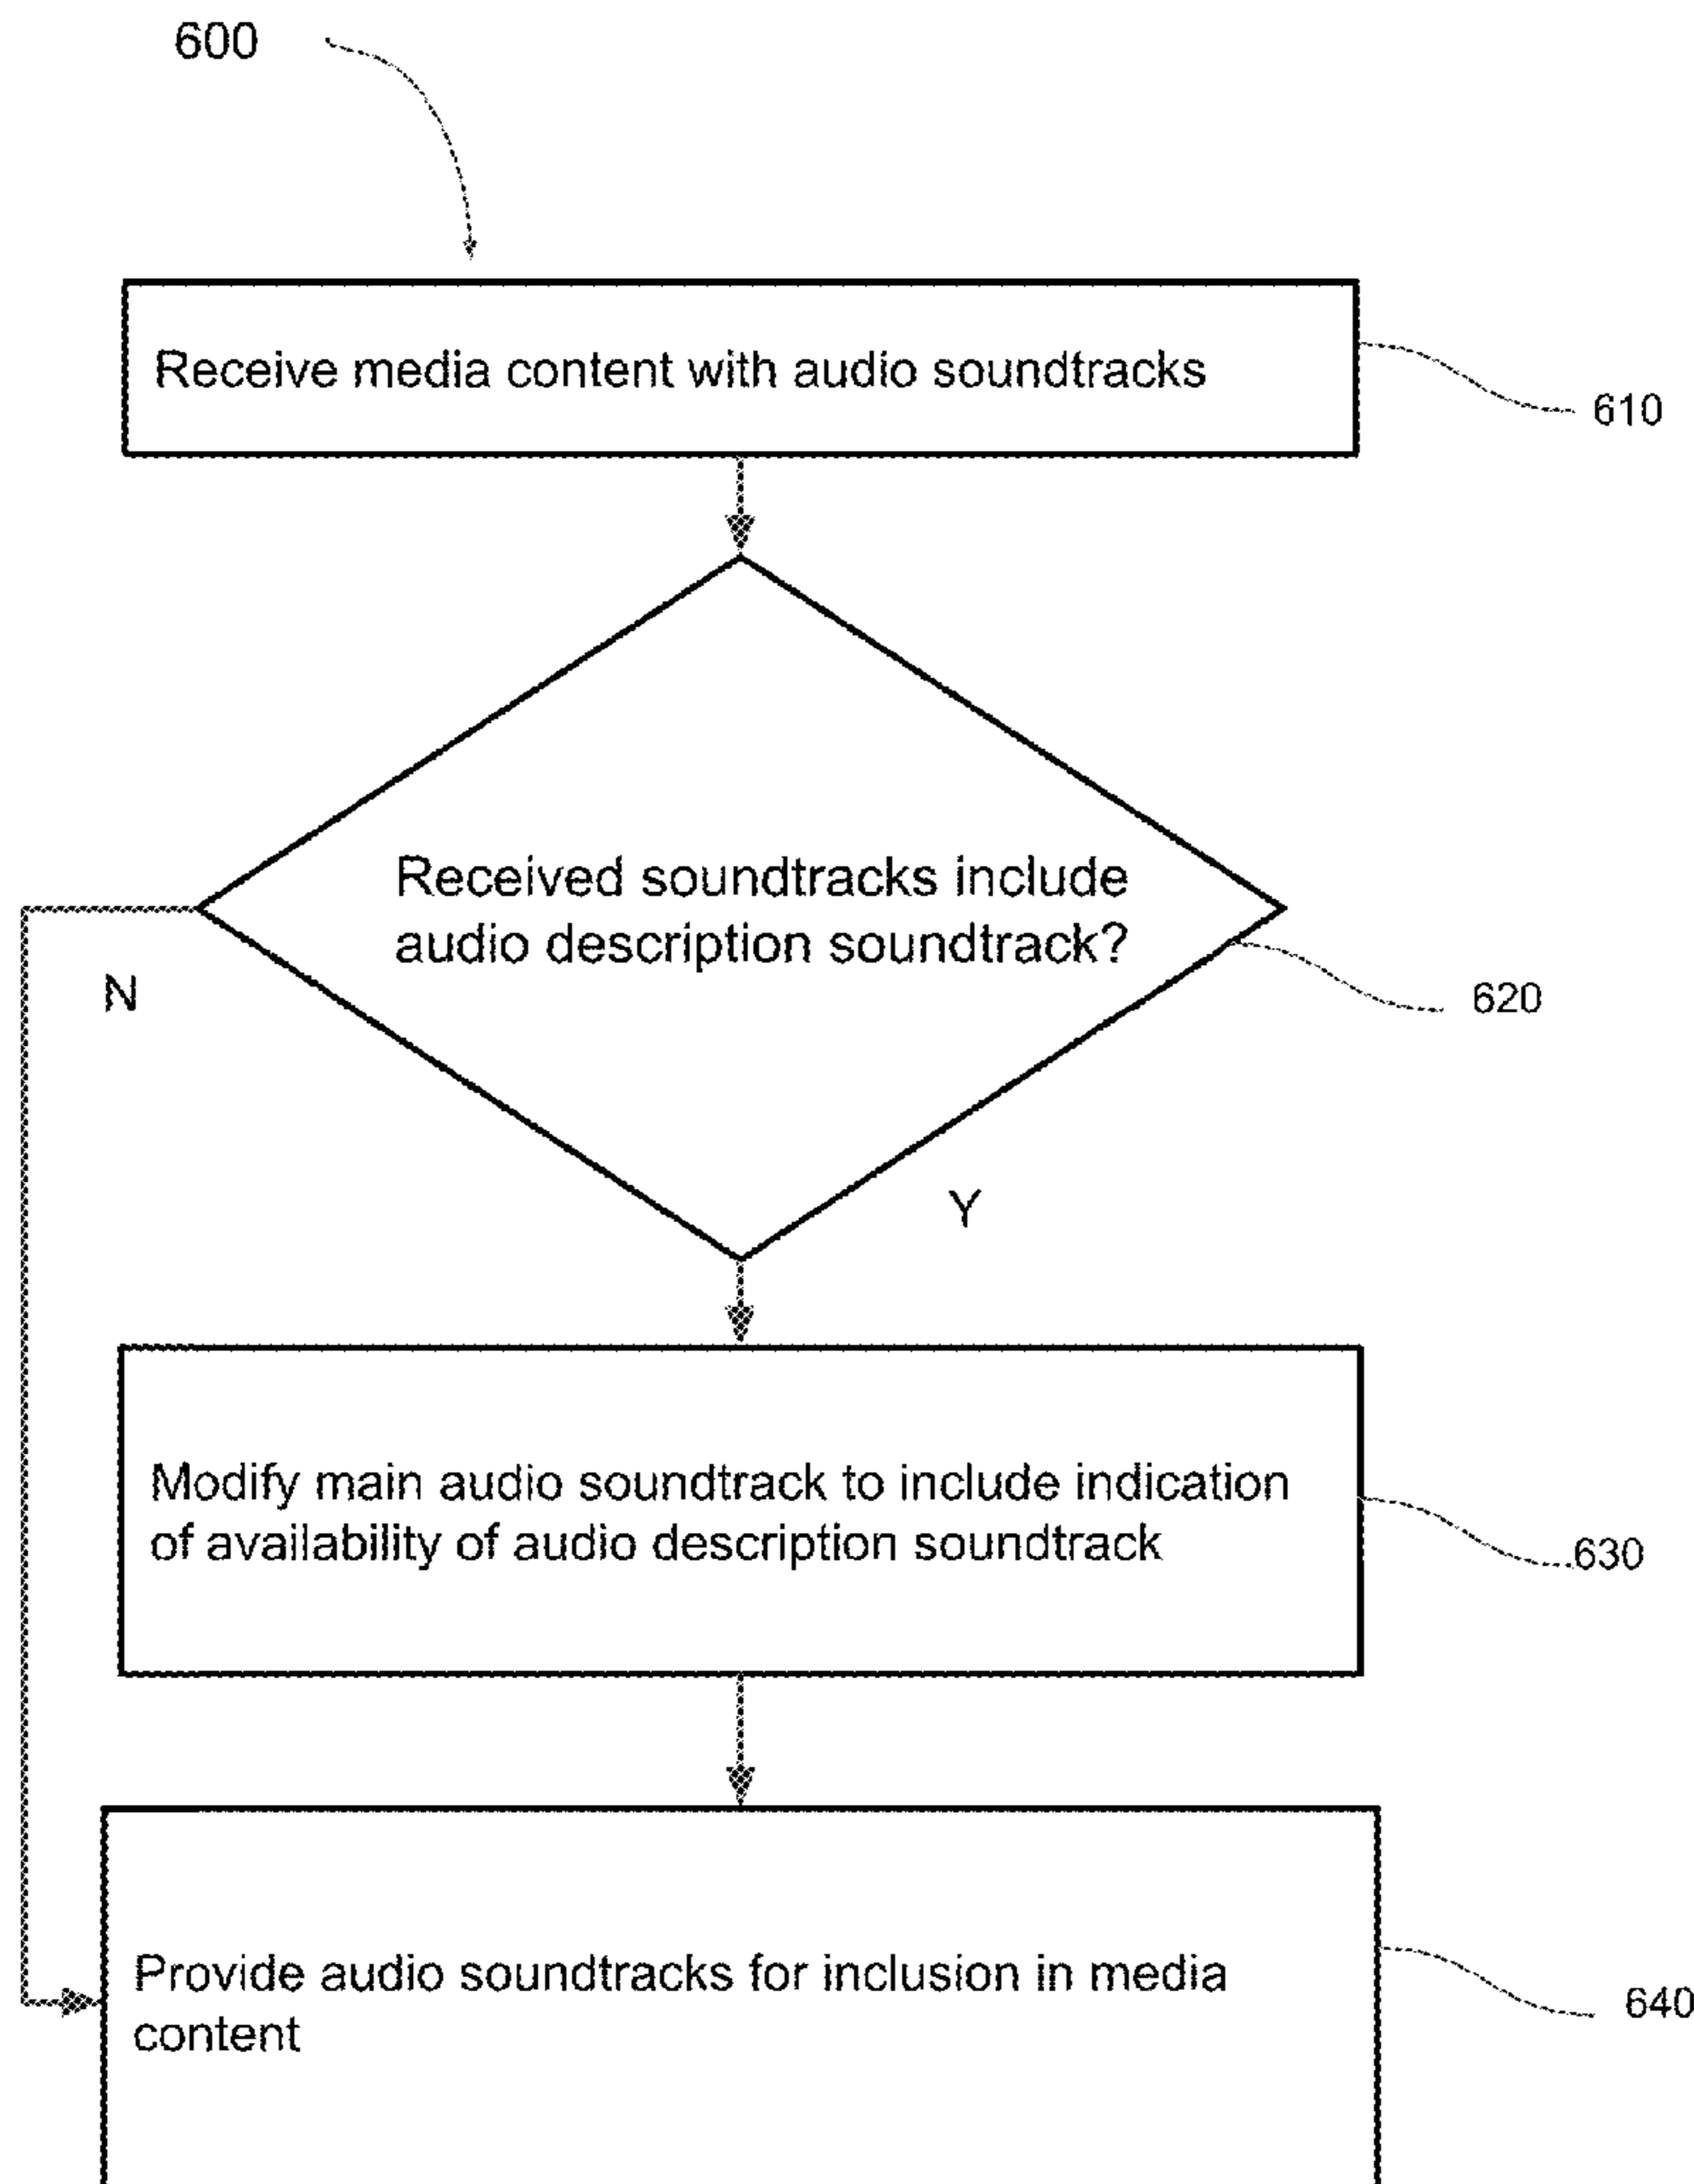 600
Receive media content with audio soundtracks
610
Received soundtracks include
audio description soundtrack?
N
620
Y
Modify main audio soundtrack to include indication
of availability of audio description soundtrack
630
Provide audio soundtracks for inclusion in media
content
640